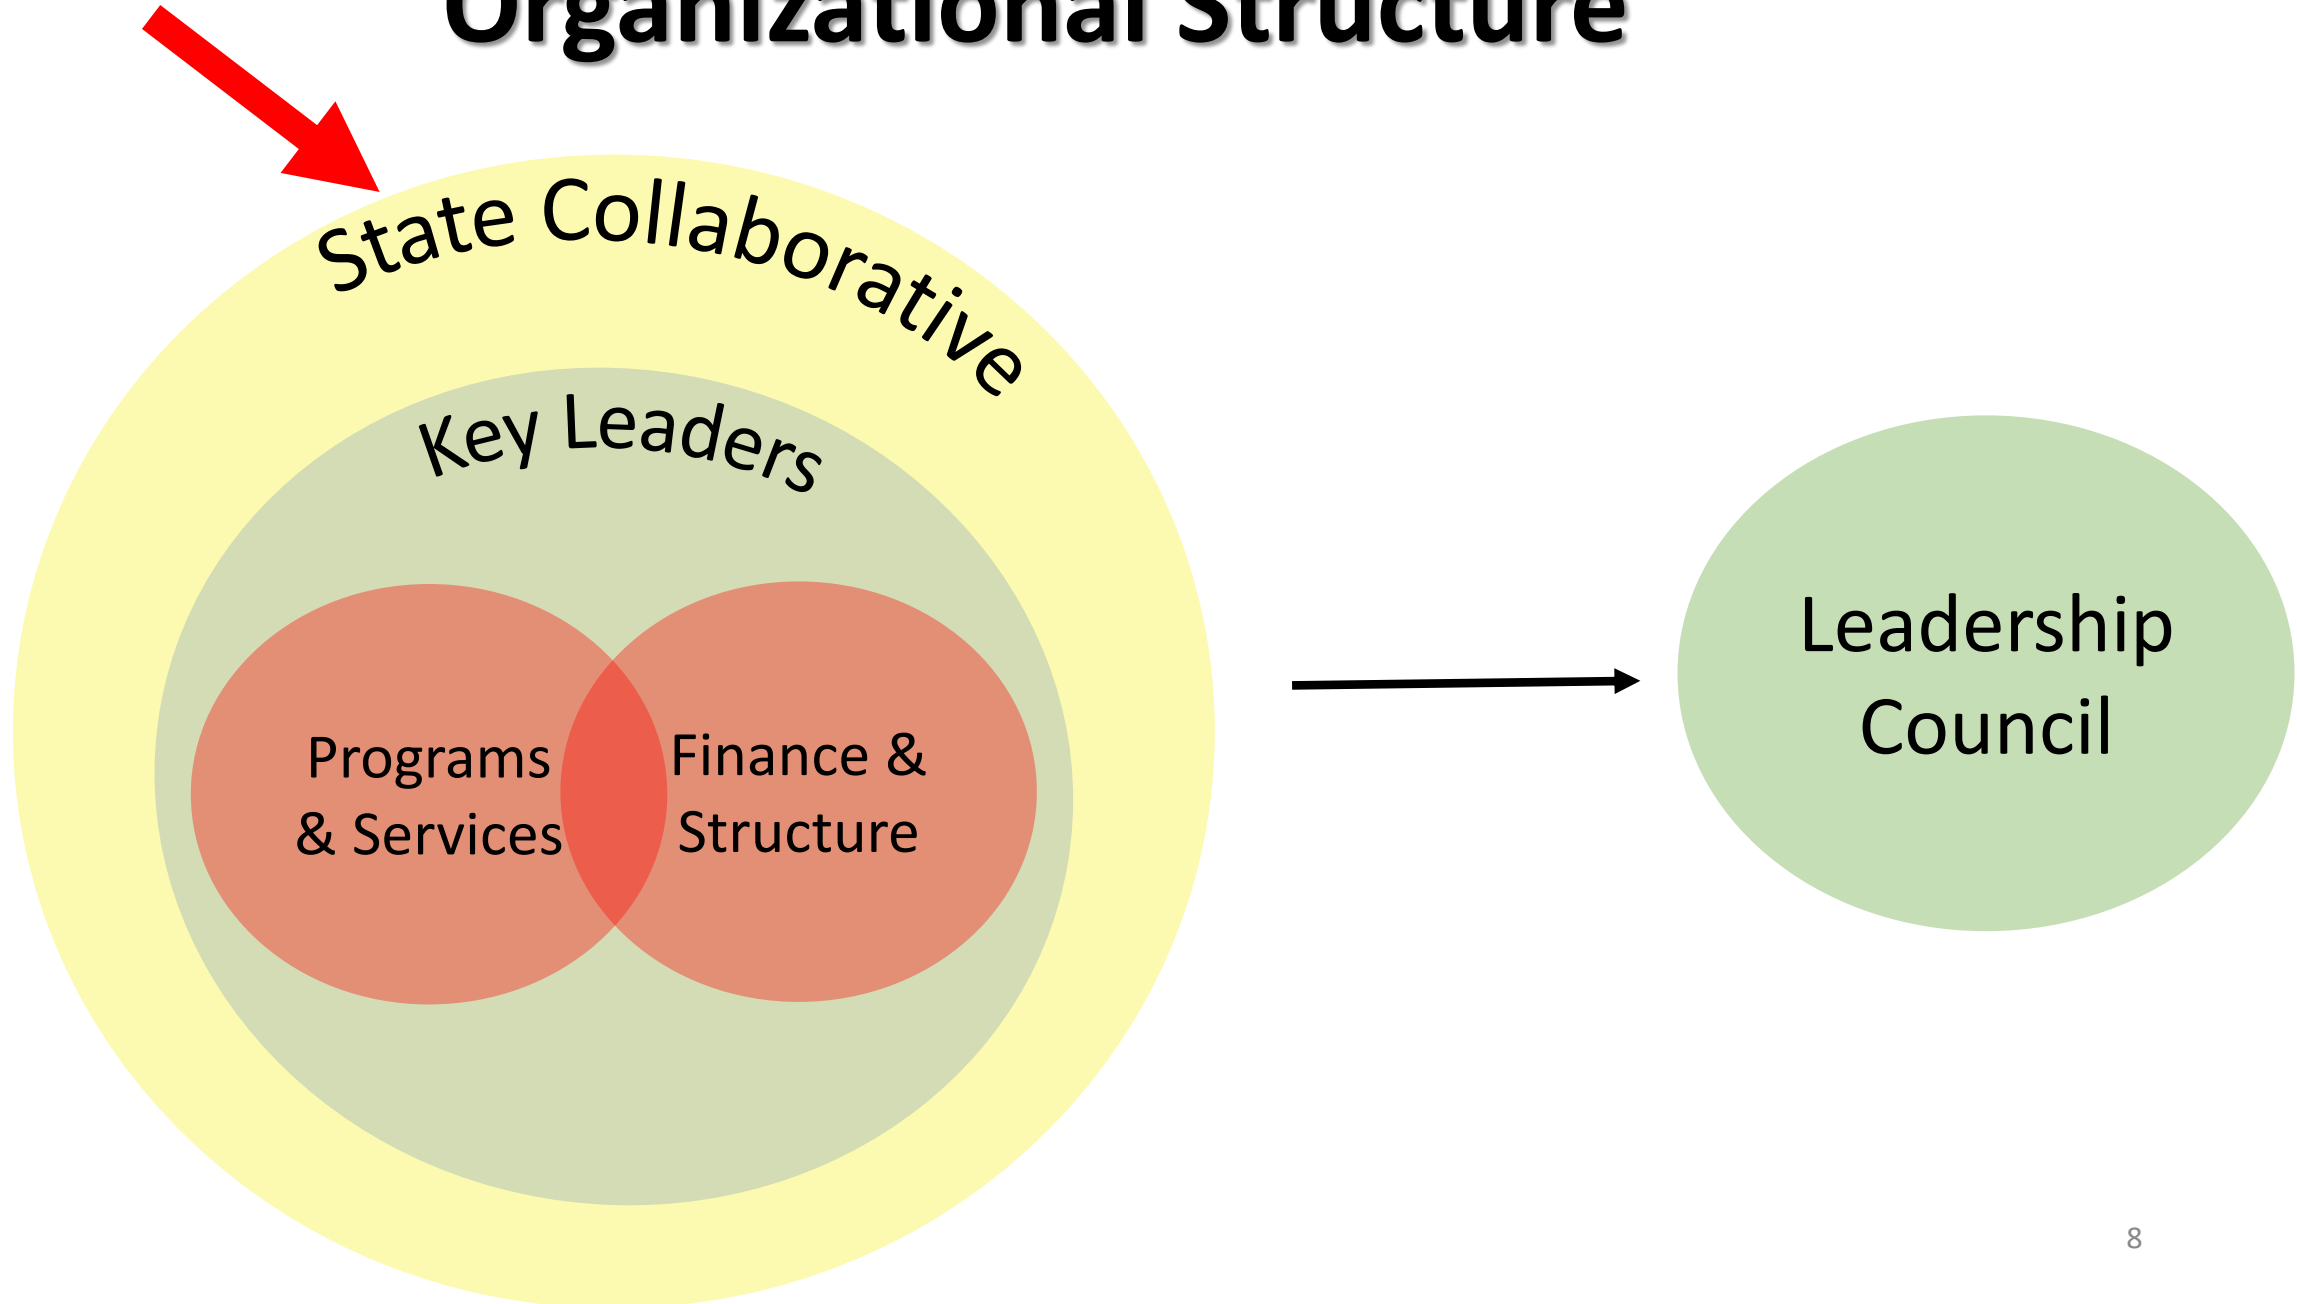 Organizational Structure
State Collaborative
Key Leaders
Programs
& Services
Finance &
Structure
Leadership
Council
8